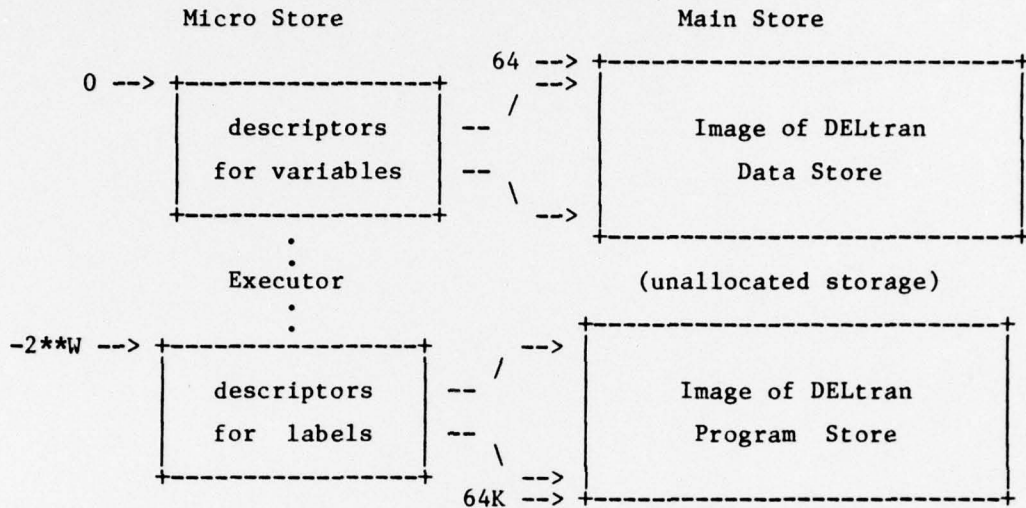 Micro Store Main Store
64 -->
0 -->
descriptors
for variables
Image of DELtran
Data Store
Executor
(unallocated storage)
-2**W -->
descriptors
for labels
Image of DELtran
Program Store
64K -->